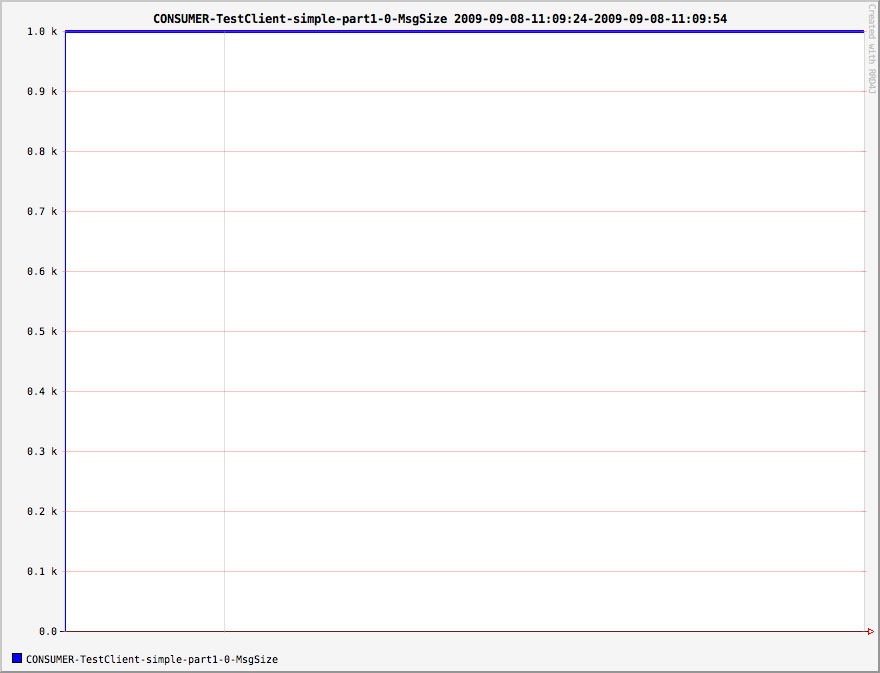 CONSUMER-TestClient-simple-part1-0-MsgSize 2009-09-08-11:09:24-2009-09-08-11:09:54
Created with RRD4J
1.0 k
0.9 k
0.8 k
0.7 k
0.6 k
0.5 k
0.4 k
0.3 k
0.2 k
0.1 k
0.0
CONSUMER-TestClient-simple-part1-0-MsgSize